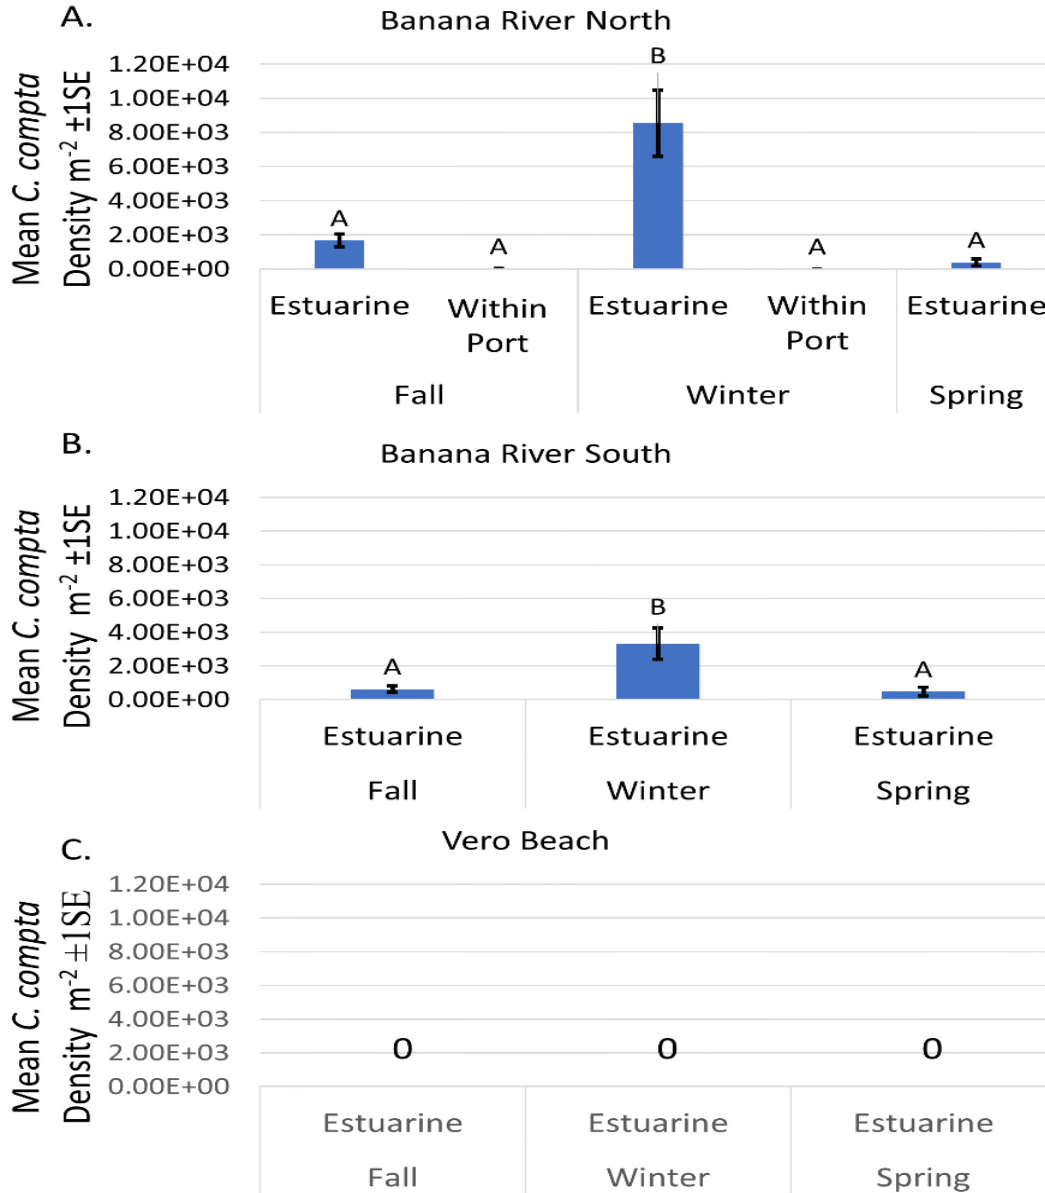 A.
Banana River North
Mean C. compta
Density m-2 ±1SE
1.20E+04
1.00E+04
8.00E+03
6.00E+03
4.00E+03
2.00E+03
0.00E+00
A
A
B
A
A
Estuarine
Within
Port
Estuarine
Within
Port
Estuarine
Fall
Winter
Spring
B.
Banana River South
Mean C. compta
Density m-2 ±1SE
1.20E+04
1.00E+04
8.00E+03
6.00E+03
4.00E+03
2.00E+03
0.00E+00
A
B
A
Estuarine
Estuarine
Estuarine
Fall
Winter
Spring
C.
Vero Beach
Mean C. compta
Density m-2 ±1SE
1.20E+04
1.00E+04
8.00E+03
6.00E+03
4.00E+03
2.00E+03
0.00E+00
0
0
0
Estuarine
Estuarine
Estuarine
Fall
Winter
Spring